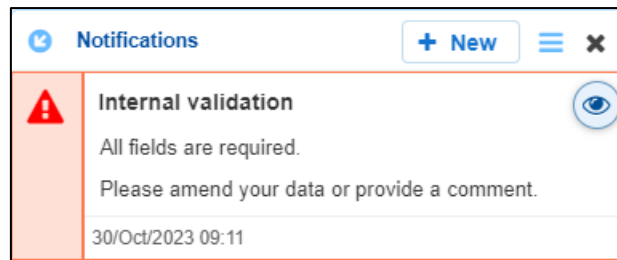 Notifications
+ New
Internal validation
All fields are required.
Please amend your data or provide a comment.
30/Oct/2023 09:11